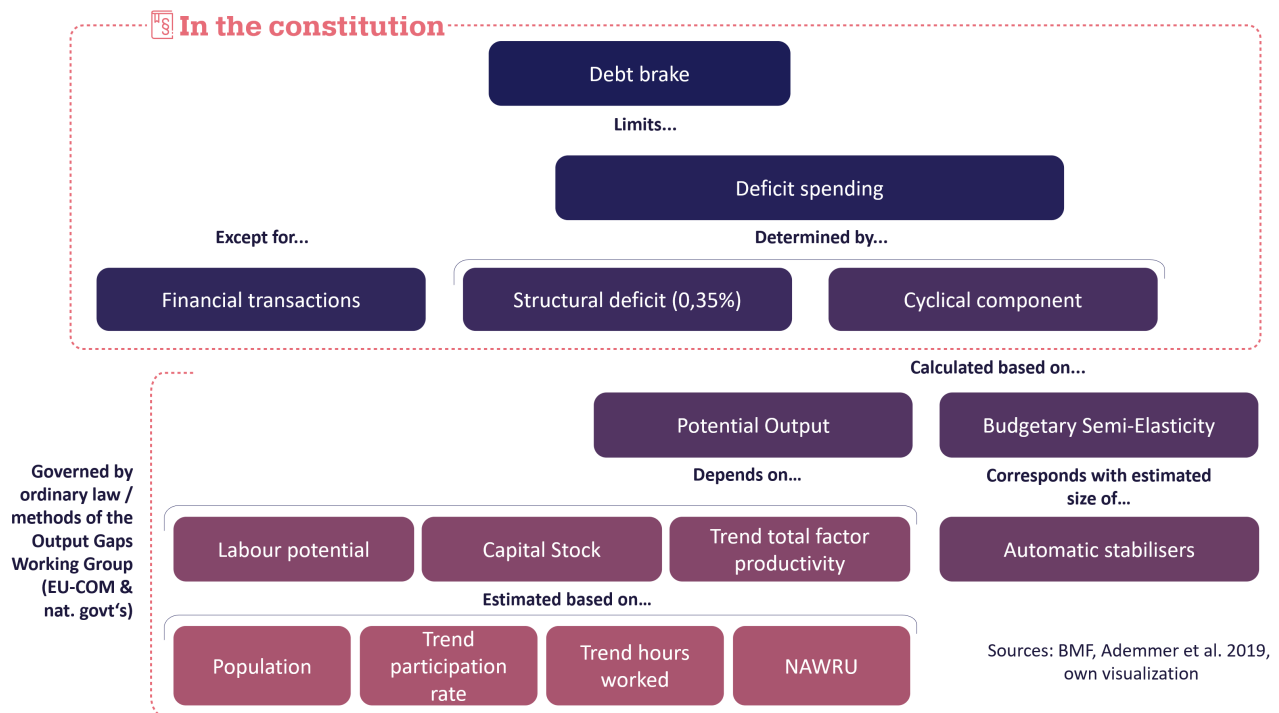 § In the constitution
Debt brake
Limits...
Deficit spending
Except for...
Determined by...
Financial transactions
Structural deficit (0,35%)
Cyclical component
Calculated based on...
Potential Output
Budgetary Semi-Elasticity
Governed by
ordinary law /
methods of the
Output Gaps
Working Group
(EU-COM &
nat. govt‘s)
Depends on…
Corresponds with estimated
size of…
Labour potential
Capital Stock
Trend total factor
productivity
Automatic stabilisers
Estimated based on…
Population
Trend
participation
rate
Trend hours
worked
NAWRU
Sources: BMF, Ademmer et al. 2019,
own visualization